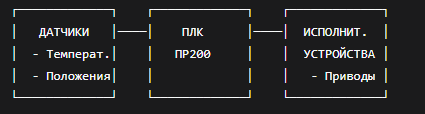 ДАТЧИКИ ПЛК ИСПОЛНИТ.
- Температ. ПР200 УСТРОЙСТВА
- Положения - Приводы